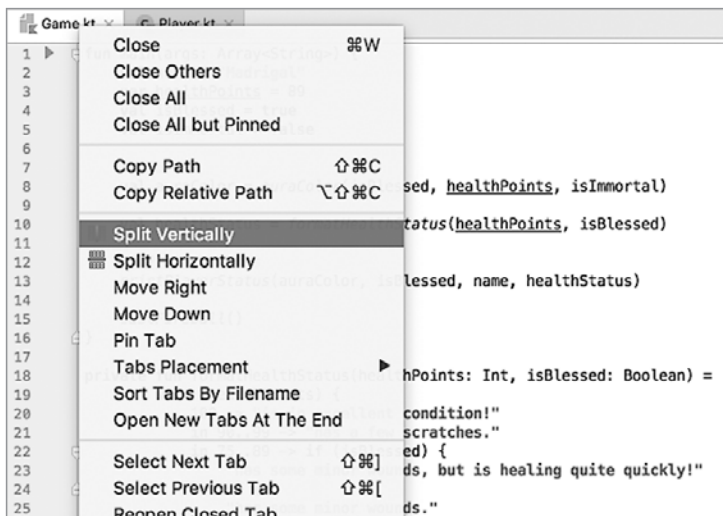 Game.kt × Player.kt ×
Close ⌘W
Close Others
Close All
Close All but Pinned
Copy Path ⇧⌘C
Copy Relative Path ⌥⇧⌘C
Split Vertically
Split Horizontally
Move Right
Move Down
Pin Tab
Tabs Placement ▶
Sort Tabs By Filename
Open New Tabs At The End
Select Next Tab ⇧⌘]
Select Previous Tab ⇧⌘[
Reopen Closed Tab
1
2
3
4
5
6
7
8 sed, healthPoints, isImmortal)
9
10 tatus(healthPoints, isBlessed)
11
12
13 lessed, name, healthStatus)
14
15
16
17
18 hPoints: Int, isBlessed: Boolean) =
19
20 condition!"
21 scratches."
22 ed) {
23 ds, but is healing quite quickly!"
24
25 ds."